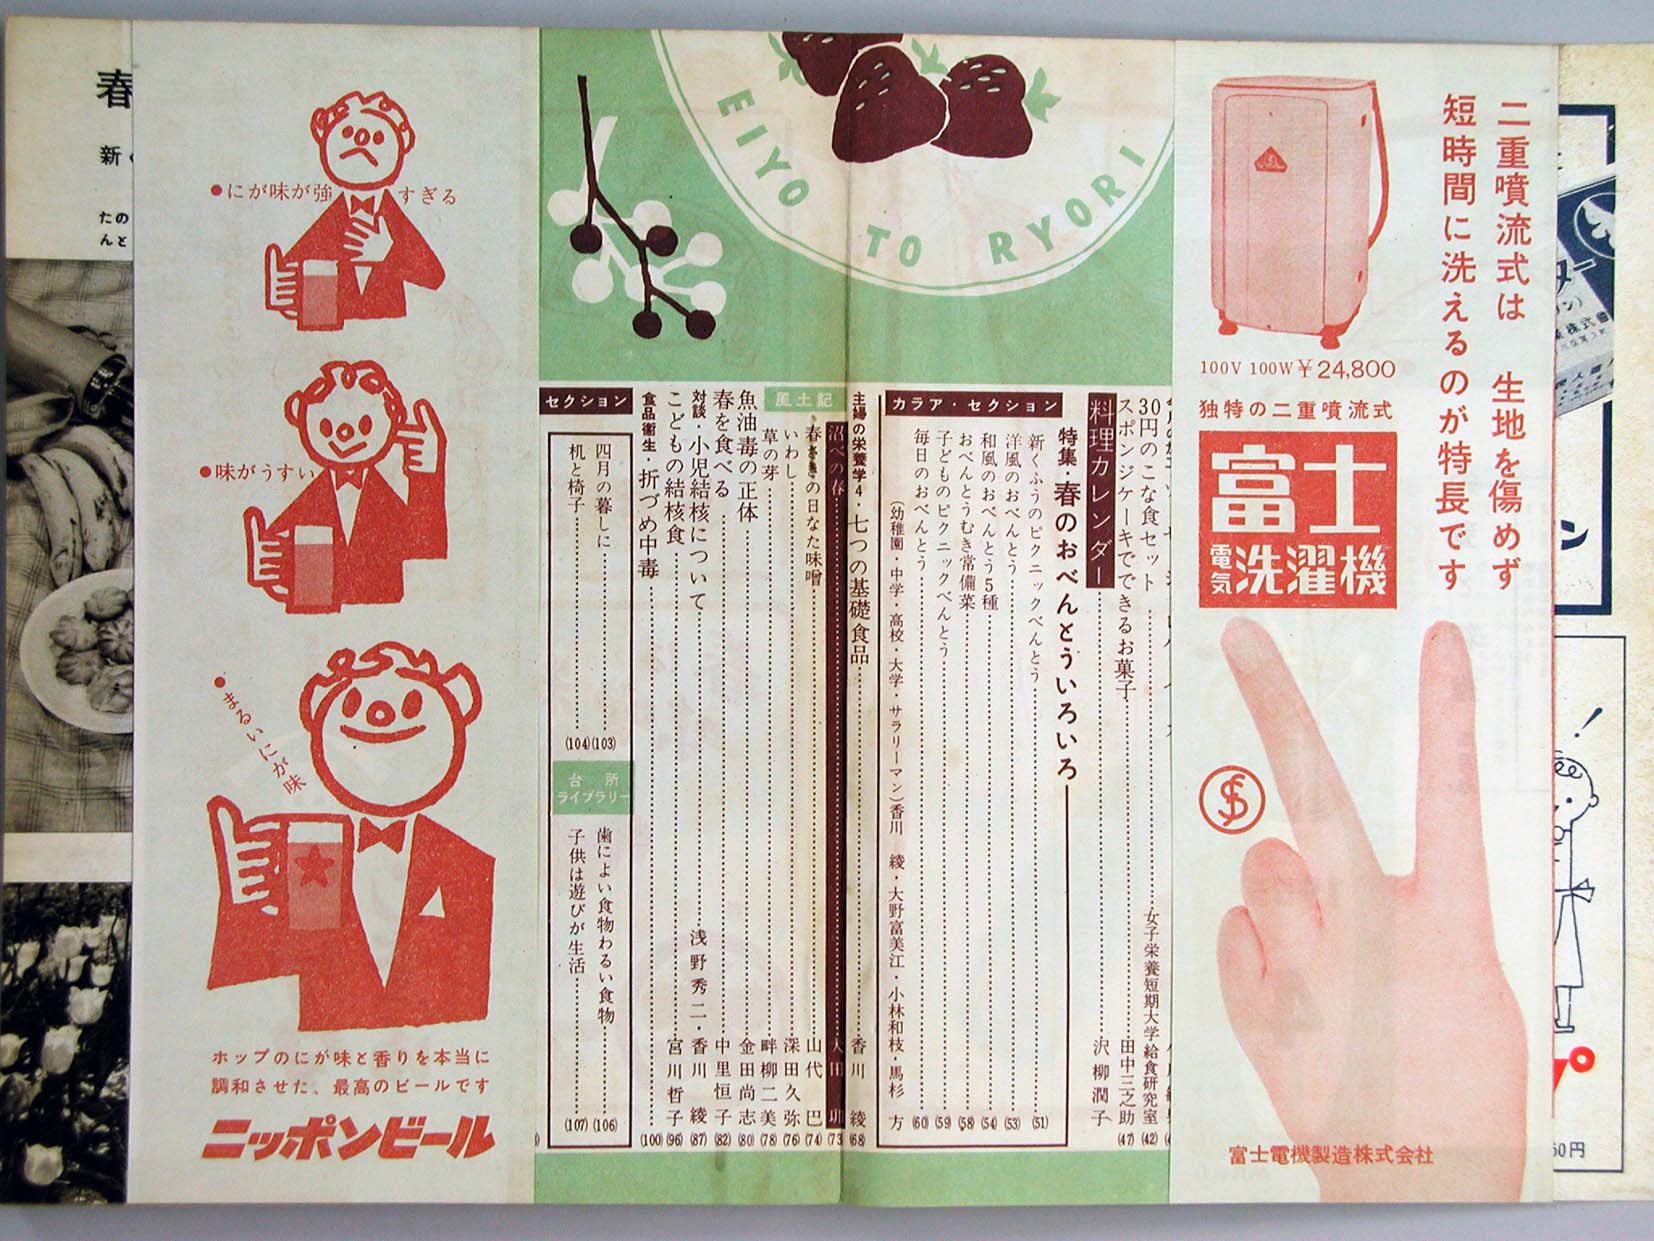 二重噴流式は 生地を傷めず
短時間に洗えるのが特長です
100V 100W ¥24,800
独特の二重噴流式
富士
電気洗濯機
富士電機製造株式会社
EIYO TO RYORI
30円のこな食セット 女子栄養短期大学給食研究室 (42)
スポンジケーキでできるお菓子 田中三之助 (47)
料理カレンダー 沢柳潤子
カラア・セクション
特集・春のおべんとういろいろ
新くふうのピクニックべんとう (51)
洋風のおべんとう (53)
和風のおべんとう5種 (54)
おべんとうむき常備菜 (58)
子どものピクニックべんとう (59)
毎日のおべんとう (60)
(幼稚園・中学・高校・大学・サラリーマン) 香川 綾・大野富美江・小林和枝・馬杉 方
主婦の栄養学4・七つの基礎食品 香川 綾 (68)
風土記
沼べの春 (73)
春さきの日なた味噌 山代 巴 (74)
いわし 深田久弥 (76)
草の芽 畔柳二美 (78)
魚油毒の正体 金田尚志 (80)
春を食べる 中里恒子 (82)
対談・小児結核について 浅野秀二・香川 綾 (87)
こどもの結核食 宮川哲子 (96)
食品衛生・折づめ中毒 (100)
セクション
四月の暮しに (103)
机と椅子 (104)
台所ライブラリー
歯によい食物わるい食物 (106)
子供は遊びが生活 (107)
●にが味が強すぎる
●味がうすい
●まるいにが味
ホップのにが味と香りを本当に
調和させた、最高のビールです
ニッポンビール
春
新く
たの
んと
50円